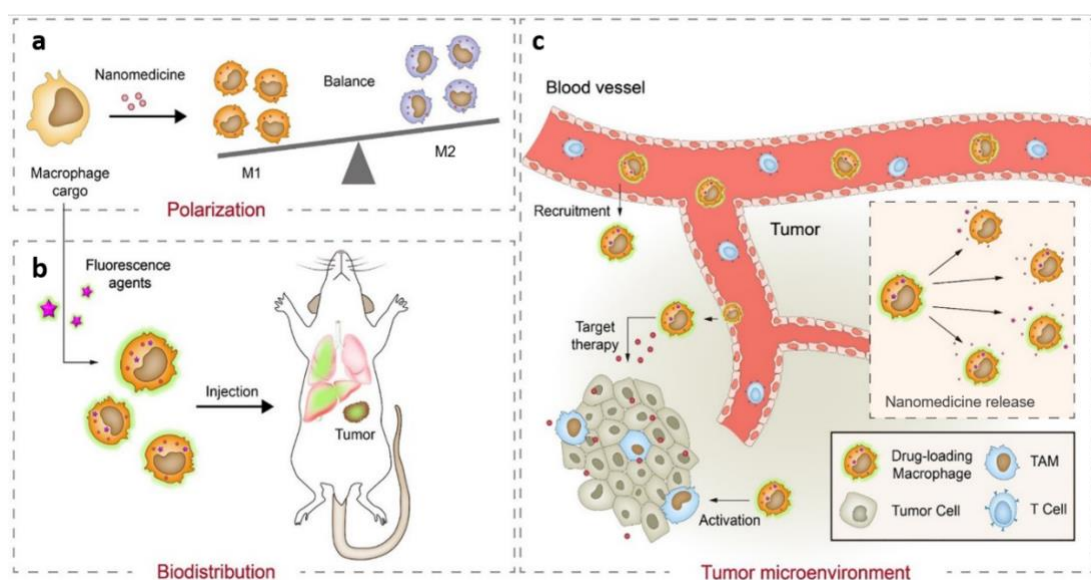 a
Nanomedicine
Balance
M1
M2
Macrophage
cargo
Polarization
b
Fluorescence
agents
Injection
Tumor
Biodistribution
c
Blood vessel
Recruitment
Tumor
Target
therapy
Nanomedicine release
Activation
Drug-loading
Macrophage
TAM
Tumor Cell
T Cell
Tumor microenvironment